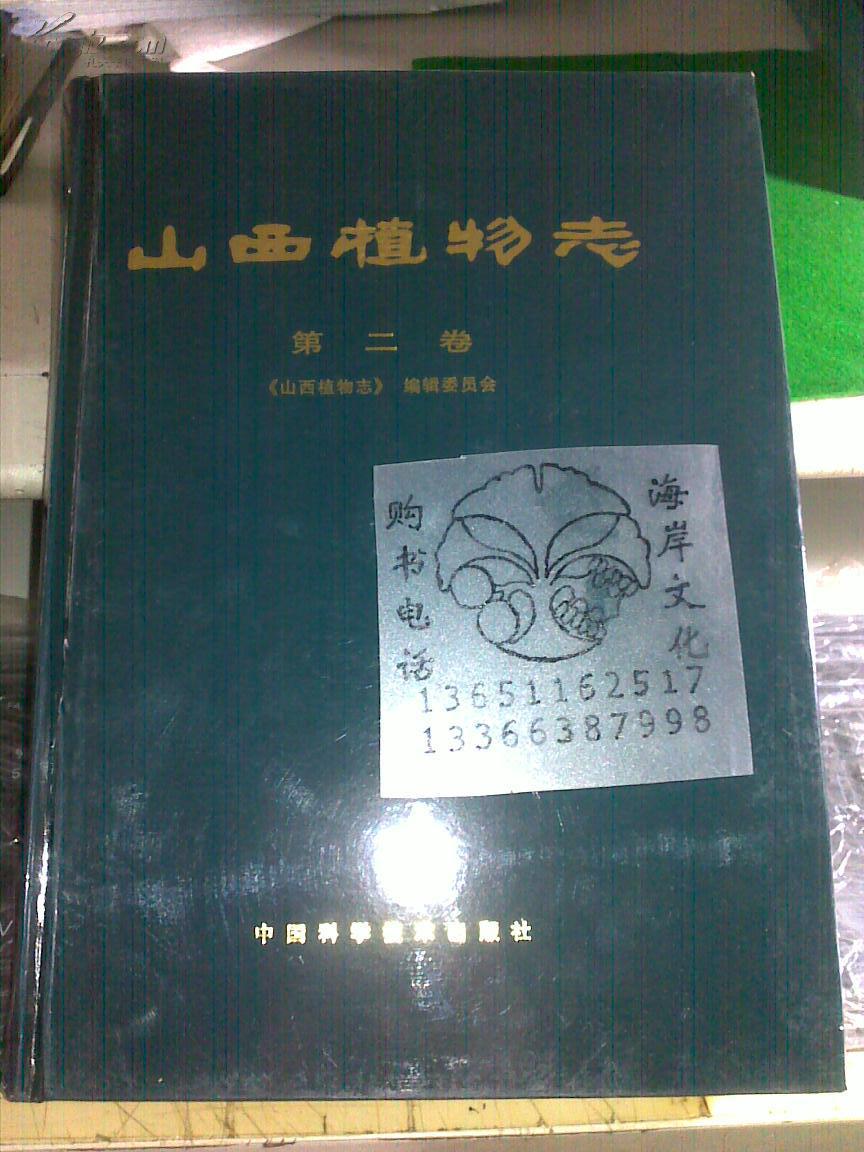 山西植物志
第二卷
《山西植物志》 编辑委员会
购书电话
海岸文化
13651162517
13366387998
中国科学技术出版社